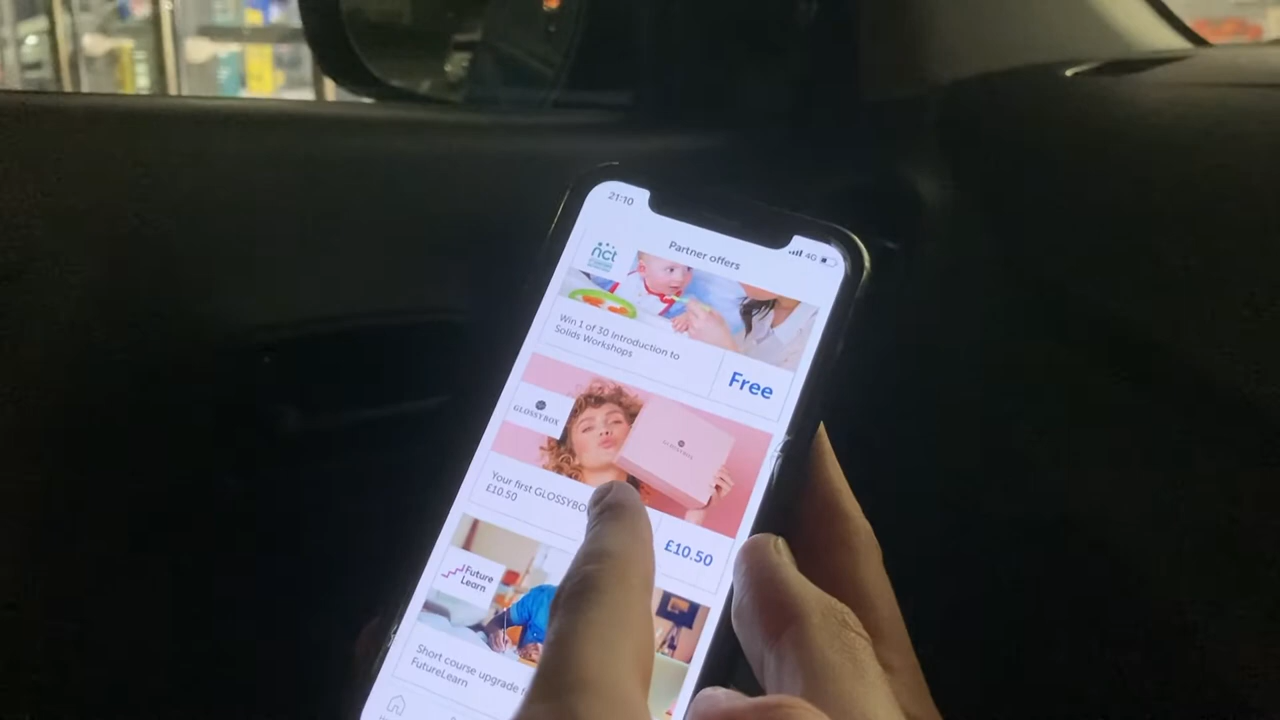 21:10
4G
Partner offers
nct
Win 1 of 30 introduction to
Solids Workshops
Free
GLOSSYBOX
GLOSSYBOX
Your first
£10.50
£10.50
Future
Learn
Short course upgrade
FutureLearn